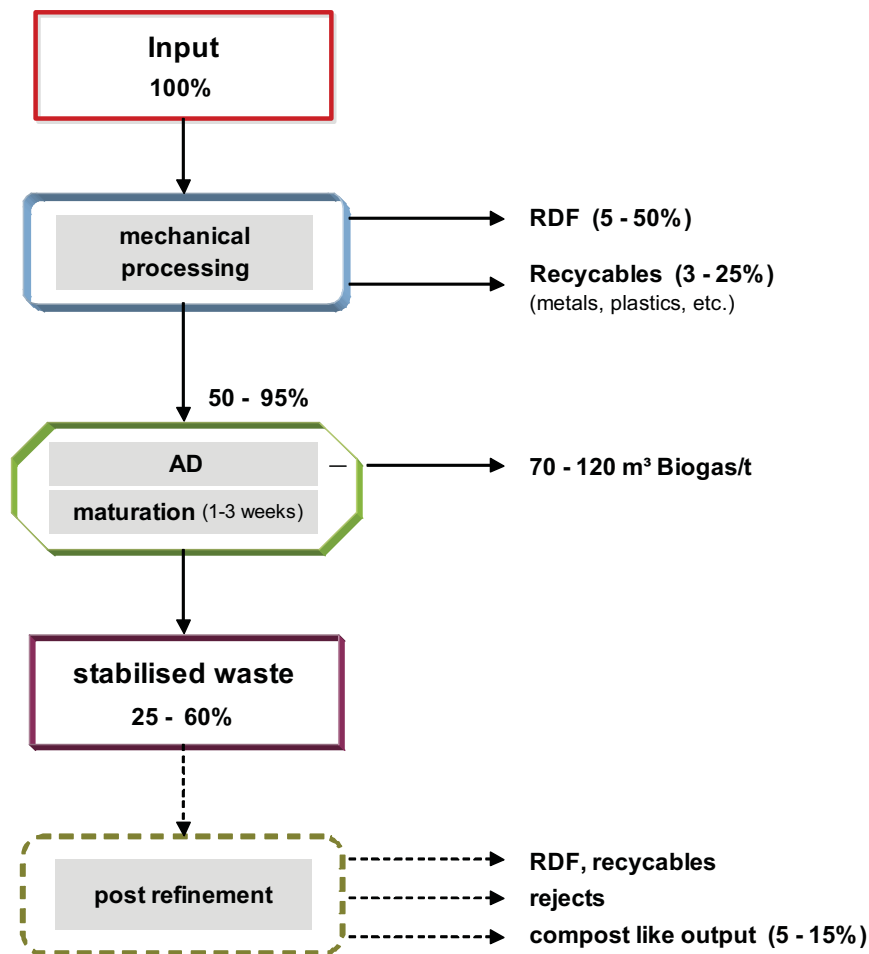 Input
100%
mechanical
processing
RDF (5 - 50%)
Recycables (3 - 25%)
(metals, plastics, etc.)
50 - 95%
AD
70 - 120 m³ Biogas/t
maturation (1-3 weeks)
stabilised waste
25 - 60%
post refinement
RDF, recycables
rejects
compost like output (5 - 15%)